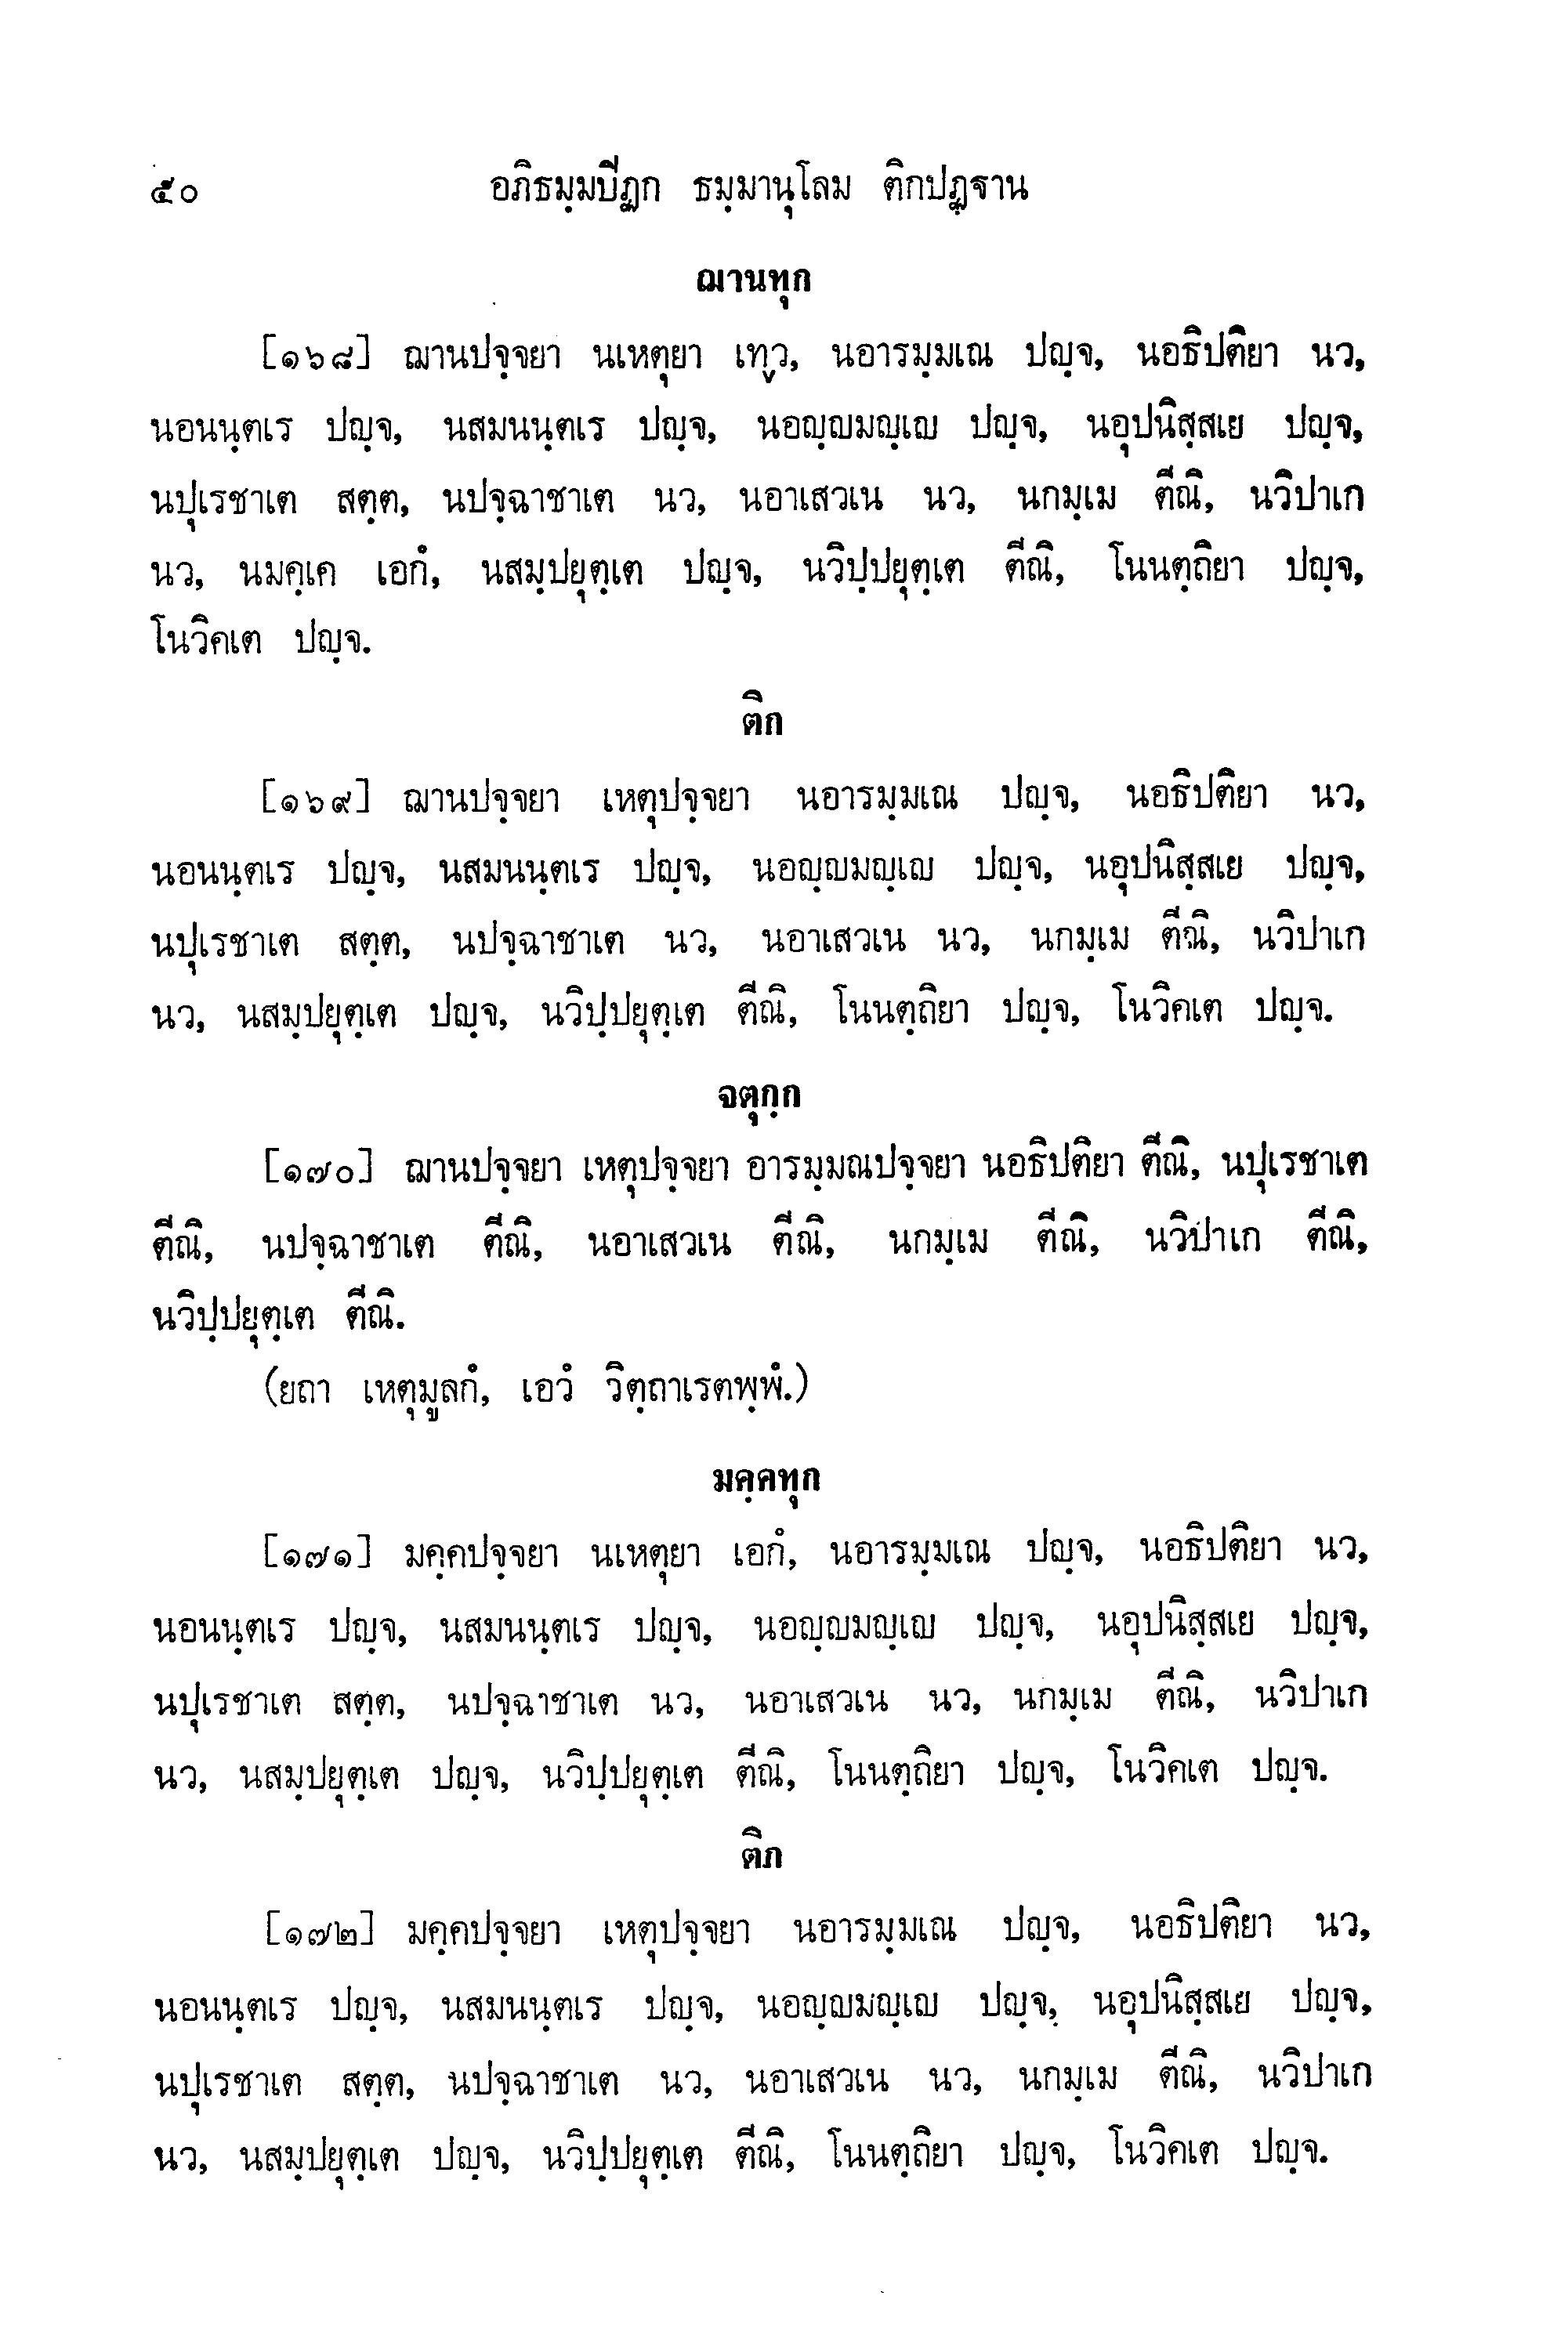 ๕๐ อภิธมฺมปีฏก ธมฺมานุโลม ติกปฏฺฐาน
ฌานทุก
[๑๖๘] ฌานปจฺจยา นเหตุยา เทฺว, นอารมฺมเณ ปญฺจ, นอธิปติยา นว,
นอนนฺตเร ปญฺจ, นสมนนฺตเร ปญฺจ, นอญฺญมญฺเญ ปญฺจ, นอุปนิสฺสเย ปญฺจ,
นปุเรชาเต สตฺต, นปจฺฉาชาเต นว, นอาเสวเน นว, นกมฺเม ตีณิ, นวิปาเก
นว, นมคฺเค เอกํ, นสมฺปยุตฺเต ปญฺจ, นวิปฺปยุตฺเต ตีณิ, โนนตฺถิยา ปญฺจ,
โนวิคเต ปญฺจ.
ติก
[๑๖๙] ฌานปจฺจยา เหตุปจฺจยา นอารมฺมเณ ปญฺจ, นอธิปติยา นว,
นอนนฺตเร ปญฺจ, นสมนนฺตเร ปญฺจ, นอญฺญมญฺเญ ปญฺจ, นอุปนิสฺสเย ปญฺจ,
นปุเรชาเต สตฺต, นปจฺฉาชาเต นว, นอาเสวเน นว, นกมฺเม ตีณิ, นวิปาเก
นว, นสมฺปยุตฺเต ปญฺจ, นวิปฺปยุตฺเต ตีณิ, โนนตฺถิยา ปญฺจ, โนวิคเต ปญฺจ.
จตุกฺก
[๑๗๐] ฌานปจฺจยา เหตุปจฺจยา อารมฺมณปจฺจยา นอธิปติยา ตีณิ, นปุเรชาเต
ตีณิ, นปจฺฉาชาเต ตีณิ, นอาเสวเน ตีณิ, นกมฺเม ตีณิ, นวิปาเก ตีณิ,
นวิปฺปยุตฺเต ตีณิ.
(ยถา เหตุมูลกํ, เอวํ วิตฺถาเรตพฺพํ.)
มคฺคทุก
[๑๗๑] มคฺคปจฺจยา นเหตุยา เอกํ, นอารมฺมเณ ปญฺจ, นอธิปติยา นว,
นอนนฺตเร ปญฺจ, นสมนนฺตเร ปญฺจ, นอญฺญมญฺเญ ปญฺจ, นอุปนิสฺสเย ปญฺจ,
นปุเรชาเต สตฺต, นปจฺฉาชาเต นว, นอาเสวเน นว, นกมฺเม ตีณิ, นวิปาเก
นว, นสมฺปยุตฺเต ปญฺจ, นวิปฺปยุตฺเต ตีณิ, โนนตฺถิยา ปญฺจ, โนวิคเต ปญฺจ.
ติก
[๑๗๒] มคฺคปจฺจยา เหตุปจฺจยา นอารมฺมเณ ปญฺจ, นอธิปติยา นว,
นอนนฺตเร ปญฺจ, นสมนนฺตเร ปญฺจ, นอญฺญมญฺเญ ปญฺจ, นอุปนิสฺสเย ปญฺจ,
นปุเรชาเต สตฺต, นปจฺฉาชาเต นว, นอาเสวเน นว, นกมฺเม ตีณิ, นวิปาเก
นว, นสมฺปยุตฺเต ปญฺจ, นวิปฺปยุตฺเต ตีณิ, โนนตฺถิยา ปญฺจ, โนวิคเต ปญฺจ.